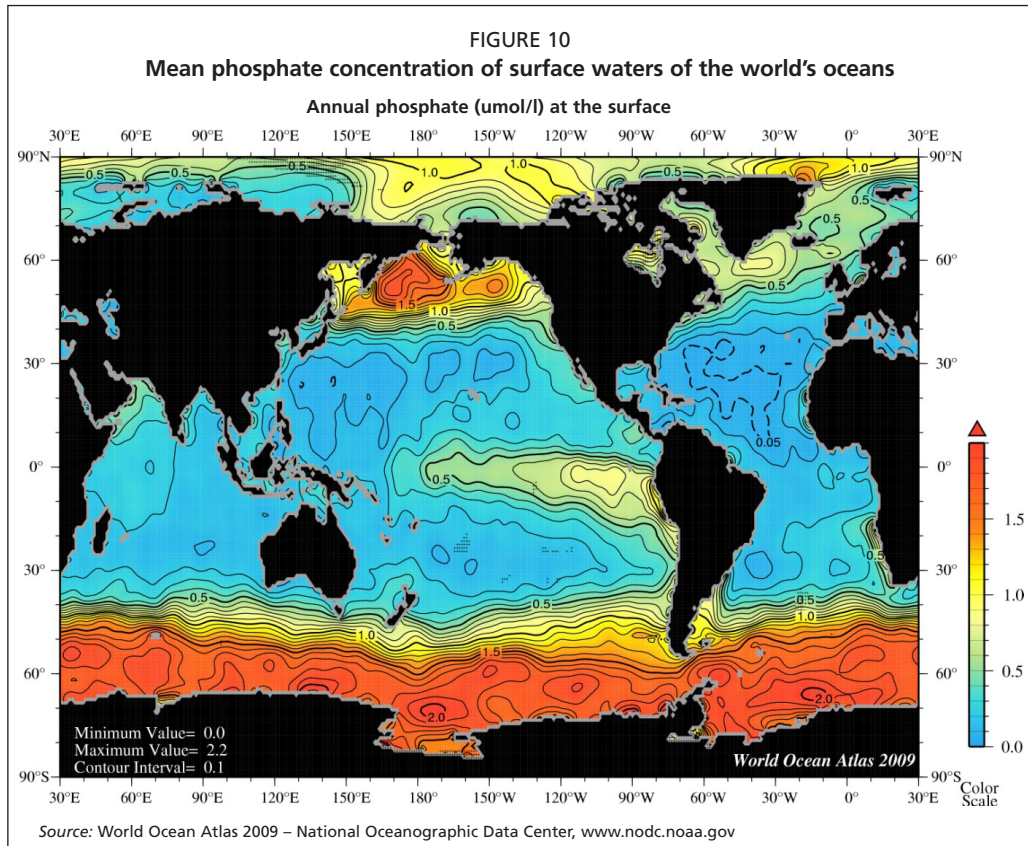 FIGURE 10
Mean phosphate concentration of surface waters of the world's oceans
Annual phosphate (umol/l) at the surface
30°E 60°E 90°E 120°E 150°E 180° 150°W 120°W 90°W 60°W 30°W 0° 30°E
90°N 90°N
0.5 0.5 1.0 0.5 1.0
0.5
60° 60°
0.5
1.5
1.0
0.5 0.5
30° 30°
0.05
0° 0°
0.5
1.5
0.5
30° 30°
0.5 0.5 0.5
1.0
1.0 1.0
1.5 1.5
0.5
60° 60°
2.0
2.0
0.0
Minimum Value= 0.0
Maximum Value= 2.2
Contour Interval= 0.1
World Ocean Atlas 2009
90°S 90°S
30°E 60°E 90°E 120°E 150°E 180° 150°W 120°W 90°W 60°W 30°W 0° 30°E
Color
Scale
Source: World Ocean Atlas 2009 – National Oceanographic Data Center, www.nodc.noaa.gov